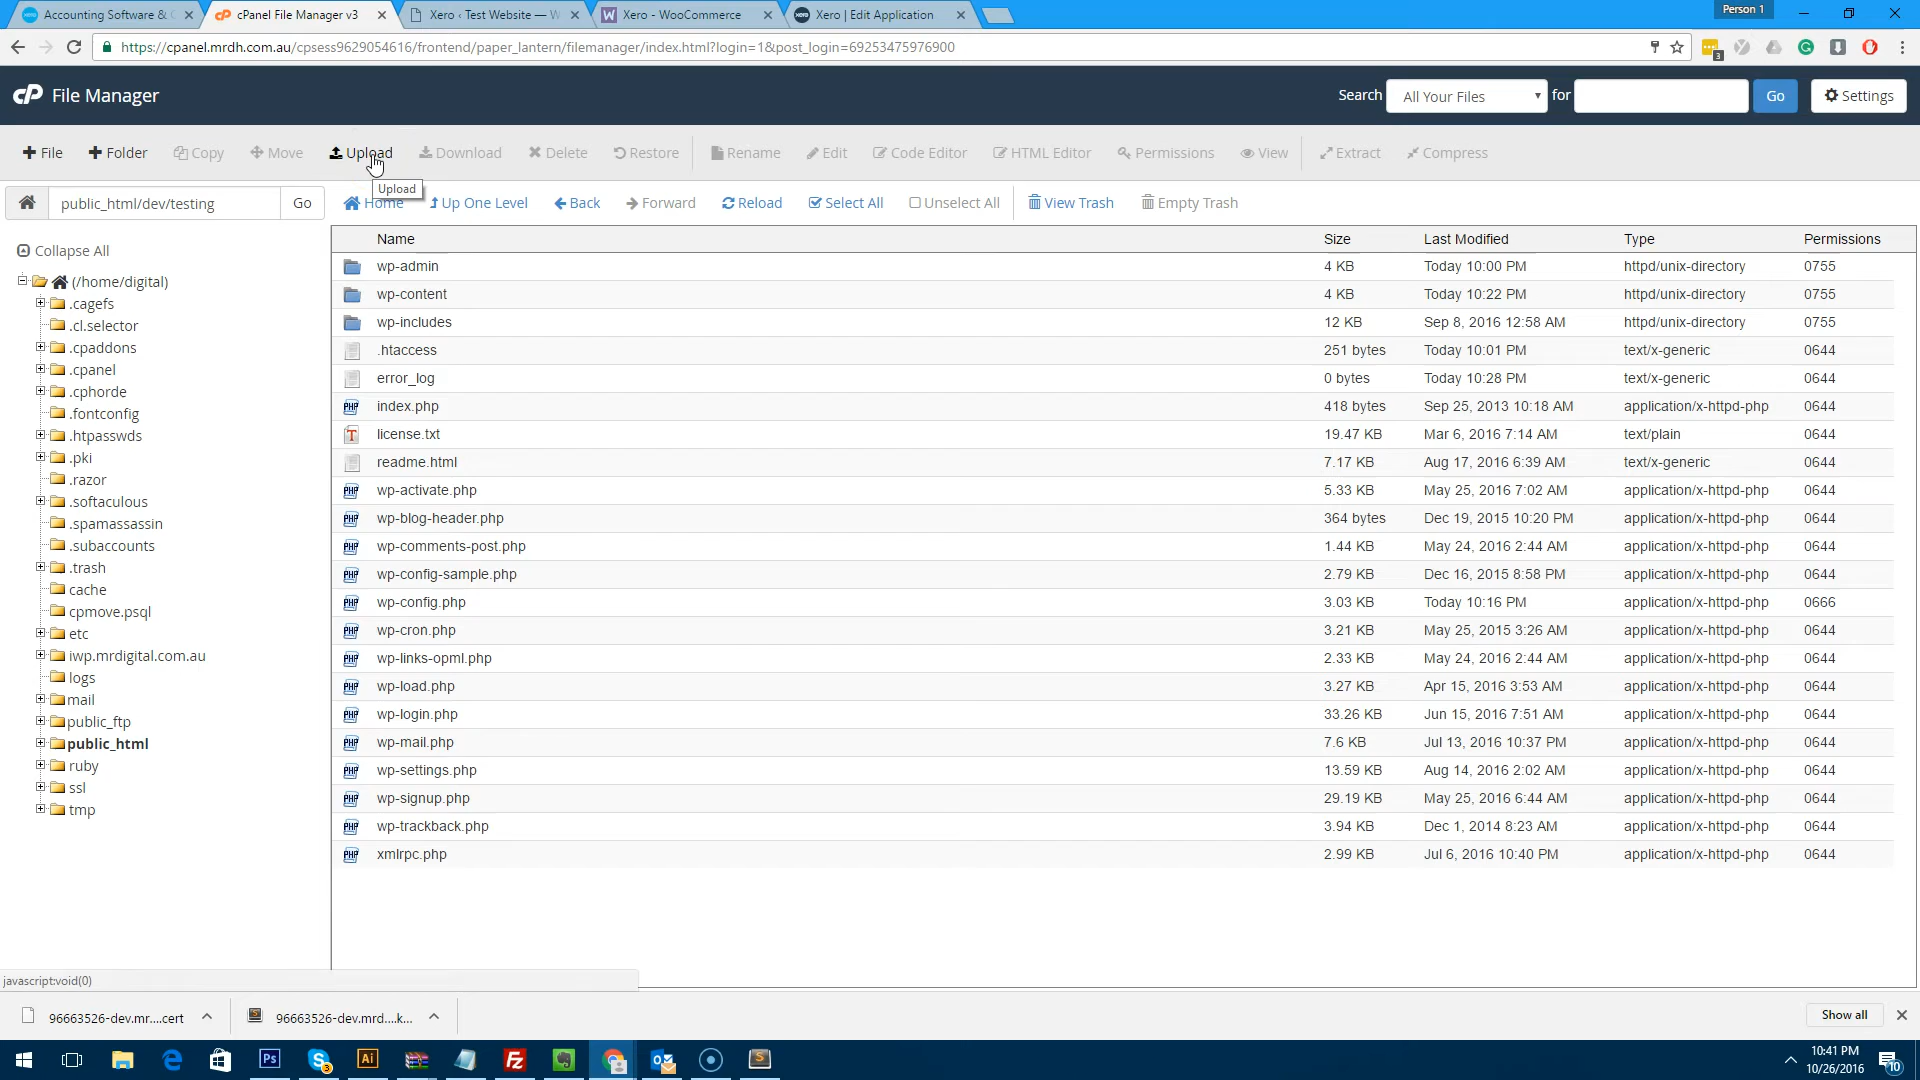 Accounting Software & C
cPanel File Manager v3
Xero ‹ Test Website — W
Xero - WooCommerce
Xero | Edit Application
Person 1
https://cpanel.mrdh.com.au/cpsess9629054616/frontend/paper_lantern/filemanager/index.html?login=1&post_login=69253475976900
3
cP File Manager
Search All Your Files for Go Settings
File Folder Copy Move Upload Download Delete Restore Rename Edit Code Editor HTML Editor Permissions View Extract Compress
Upload
public_html/dev/testing Go Home Up One Level Back Forward Reload Select All Unselect All View Trash Empty Trash
Collapse All
(/home/digital)
.cagefs
.cl.selector
.cpaddons
.cpanel
.cphorde
.fontconfig
.htpasswds
.pki
.razor
.softaculous
.spamassassin
.subaccounts
.trash
cache
cpmove.psql
etc
iwp.mrdigital.com.au
logs
mail
public_ftp
public_html
ruby
ssl
tmp
Name Size Last Modified Type Permissions
wp-admin 4 KB Today 10:00 PM httpd/unix-directory 0755
wp-content 4 KB Today 10:22 PM httpd/unix-directory 0755
wp-includes 12 KB Sep 8, 2016 12:58 AM httpd/unix-directory 0755
.htaccess 251 bytes Today 10:01 PM text/x-generic 0644
error_log 0 bytes Today 10:28 PM text/x-generic 0644
PHP index.php 418 bytes Sep 25, 2013 10:18 AM application/x-httpd-php 0644
T license.txt 19.47 KB Mar 6, 2016 7:14 AM text/plain 0644
readme.html 7.17 KB Aug 17, 2016 6:39 AM text/x-generic 0644
PHP wp-activate.php 5.33 KB May 25, 2016 7:02 AM application/x-httpd-php 0644
PHP wp-blog-header.php 364 bytes Dec 19, 2015 10:20 PM application/x-httpd-php 0644
PHP wp-comments-post.php 1.44 KB May 24, 2016 2:44 AM application/x-httpd-php 0644
PHP wp-config-sample.php 2.79 KB Dec 16, 2015 8:58 PM application/x-httpd-php 0644
PHP wp-config.php 3.03 KB Today 10:16 PM application/x-httpd-php 0666
PHP wp-cron.php 3.21 KB May 25, 2015 3:26 AM application/x-httpd-php 0644
PHP wp-links-opml.php 2.33 KB May 24, 2016 2:44 AM application/x-httpd-php 0644
PHP wp-load.php 3.27 KB Apr 15, 2016 3:53 AM application/x-httpd-php 0644
PHP wp-login.php 33.26 KB Jun 15, 2016 7:51 AM application/x-httpd-php 0644
PHP wp-mail.php 7.6 KB Jul 13, 2016 10:37 PM application/x-httpd-php 0644
PHP wp-settings.php 13.59 KB Aug 14, 2016 2:02 AM application/x-httpd-php 0644
PHP wp-signup.php 29.19 KB May 25, 2016 6:44 AM application/x-httpd-php 0644
PHP wp-trackback.php 3.94 KB Dec 1, 2014 8:23 AM application/x-httpd-php 0644
PHP xmlrpc.php 2.99 KB Jul 6, 2016 10:40 PM application/x-httpd-php 0644
javascript:void(0)
96663526-dev.mr....cert
96663526-dev.mrd....k...
Show all
Ps
3
Ai
Fz
10:41 PM
10/26/2016
10